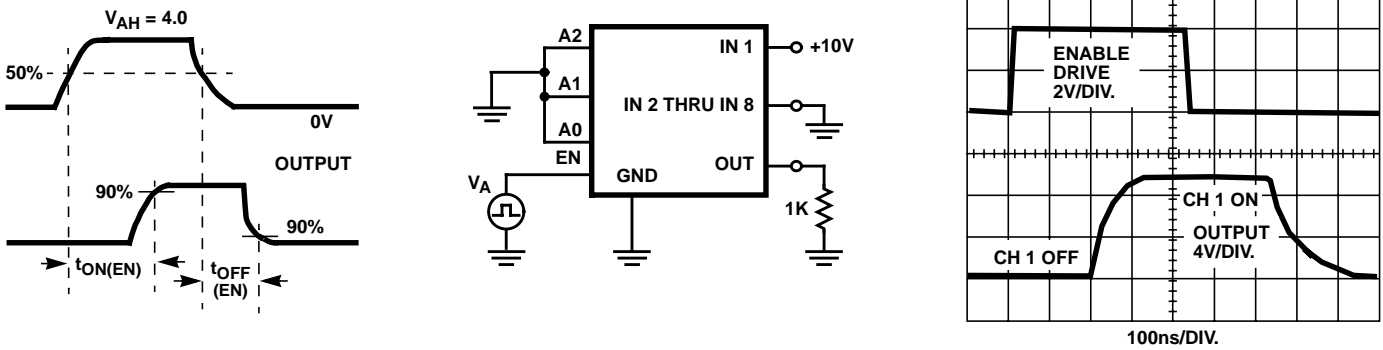 V_AH = 4.0
50%
0V
OUTPUT
90%
90%
t_ON(EN)
t_OFF
(EN)
A2
A1
A0
EN
V_A
GND
IN 1
+10V
IN 2 THRU IN 8
OUT
1K
ENABLE
DRIVE
2V/DIV.
CH 1 ON
OUTPUT
4V/DIV.
CH 1 OFF
100ns/DIV.